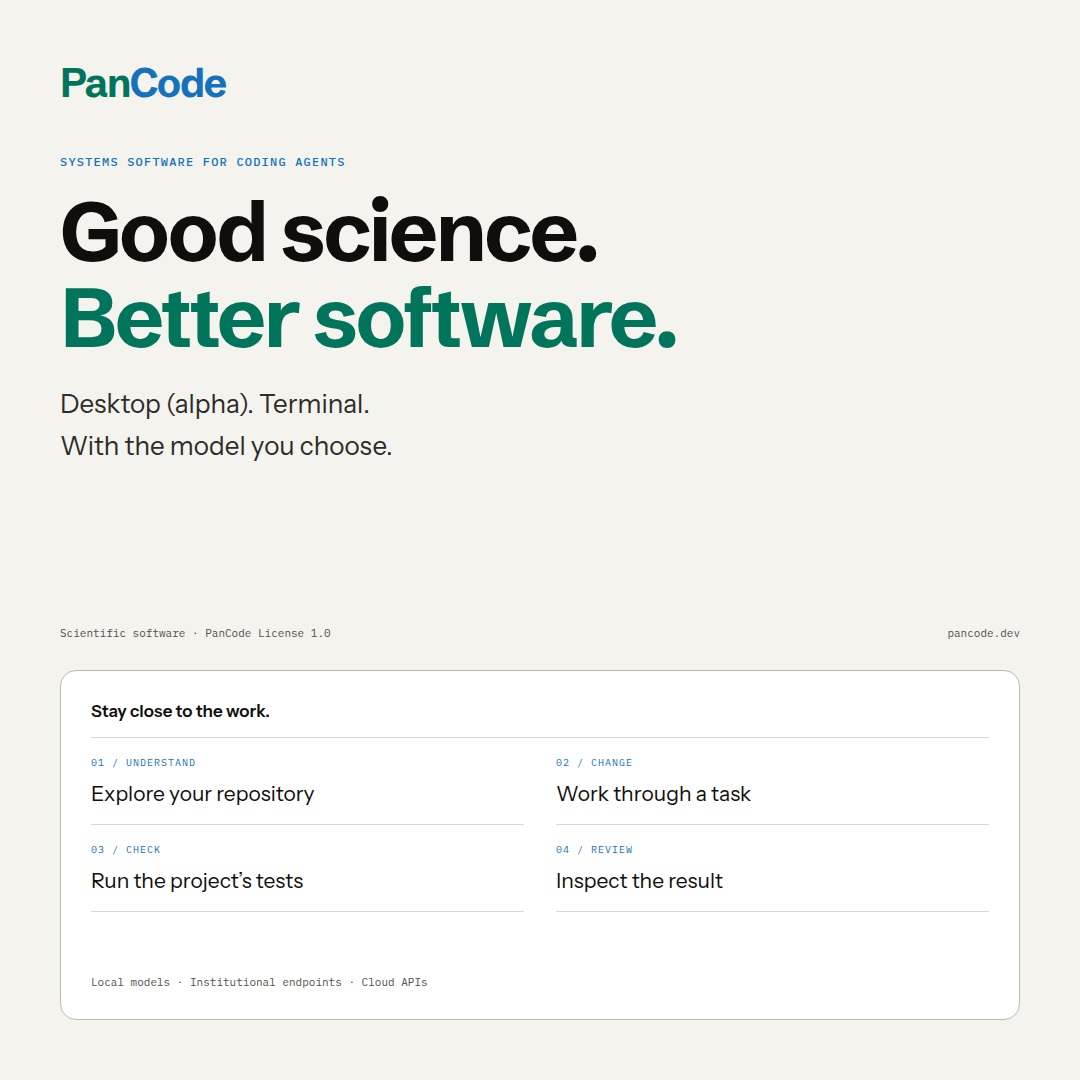 PanCode
SYSTEMS SOFTWARE FOR CODING AGENTS
Good science.
Better software.
Desktop (alpha). Terminal.
With the model you choose.
Scientific software · PanCode License 1.0
pancode.dev
Stay close to the work.
01 / UNDERSTAND
Explore your repository
02 / CHANGE
Work through a task
03 / CHECK
Run the project’s tests
04 / REVIEW
Inspect the result
Local models · Institutional endpoints · Cloud APIs